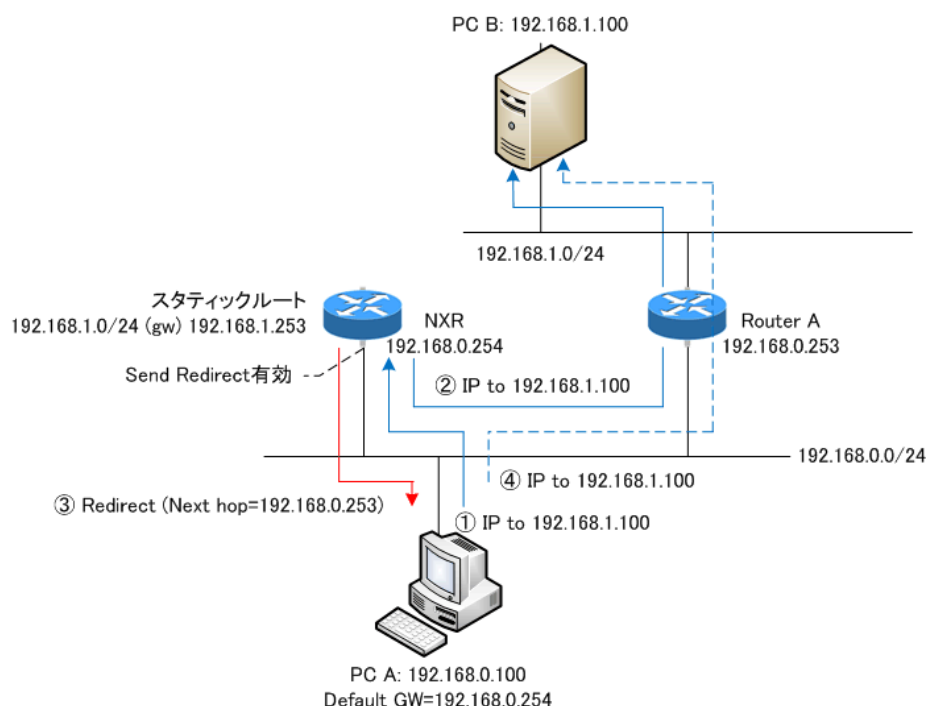 PC B: 192.168.1.100
192.168.1.0/24
スタティックルート
192.168.1.0/24 (gw) 192.168.1.253
NXR
192.168.0.254
Router A
192.168.0.253
Send Redirect有効
② IP to 192.168.1.100
192.168.0.0/24
④ IP to 192.168.1.100
③ Redirect (Next hop=192.168.0.253)
① IP to 192.168.1.100
PC A: 192.168.0.100
Default GW=192.168.0.254